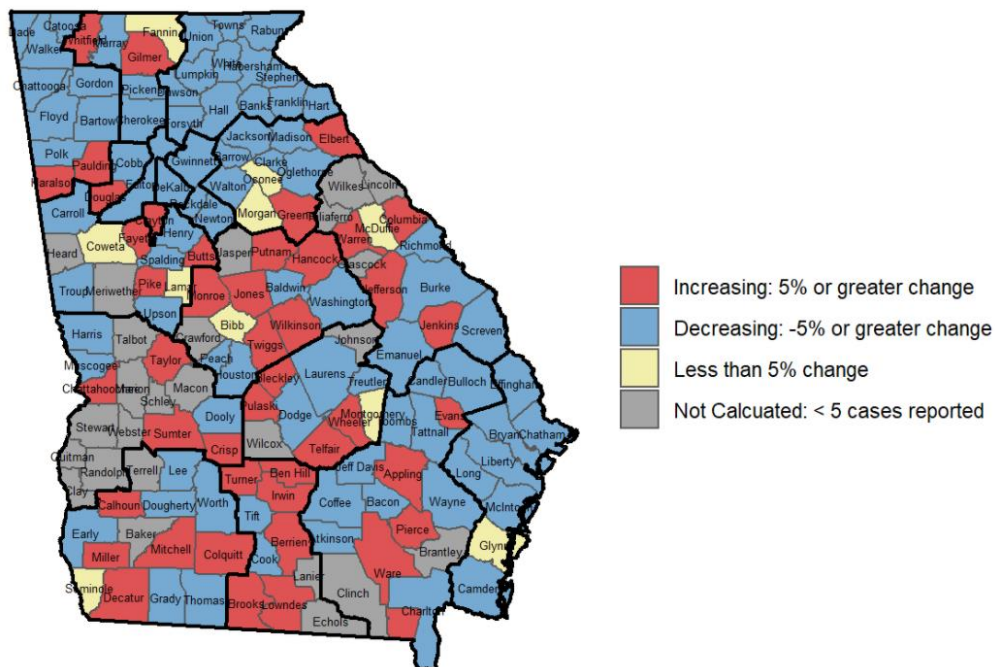 Catoosa
Fannin
Towns
Rabun
Dade
Whitfield
Murray
Union
Walker
Gilmer
White
Habersham
Lumpkin
Stephens
Chattooga
Gordon
Pickens
Dawson
Banks
Franklin
Hart
Hall
Floyd
Bartow
Cherokee
Forsyth
Jackson
Madison
Elbert
Polk
Cobb
Gwinnett
Barrow
Clarke
Paulding
Oconee
Oglethorpe
Haralson
Fulton
DeKalb
Walton
Wilkes
Lincoln
Douglas
Rockdale
Carroll
Newton
Morgan
Greene
Taliaferro
Columbia
Clayton
Henry
McDuffie
Coweta
Fayette
Warren
Richmond
Heard
Spalding
Butts
Jasper
Putnam
Hancock
Glascock
Troup
Meriwether
Pike
Lamar
Monroe
Jones
Baldwin
Jefferson
Burke
Washington
Upson
Harris
Talbot
Bibb
Wilkinson
Jenkins
Screven
Crawford
Twiggs
Johnson
Muscogee
Taylor
Peach
Emanuel
Houston
Laurens
Chattahoochee
Marion
Macon
Bleckley
Treutlen
Candler
Bulloch
Effingham
Schley
Pulaski
Dooly
Dodge
Montgomery
Evans
Stewart
Webster
Sumter
Wheeler
Toombs
Tattnall
Bryan
Chatham
Crisp
Wilcox
Telfair
Quitman
Randolph
Terrell
Lee
Turner
Ben Hill
Jeff Davis
Appling
Long
Liberty
Clay
Irwin
Calhoun
Dougherty
Worth
Tift
Coffee
Bacon
Wayne
McIntosh
Early
Baker
Pierce
Miller
Mitchell
Colquitt
Berrien
Atkinson
Brantley
Glynn
Cook
Ware
Lanier
Seminole
Decatur
Grady
Thomas
Brooks
Lowndes
Clinch
Camden
Charlton
Echols
Increasing: 5% or greater change
Decreasing: -5% or greater change
Less than 5% change
Not Calcuated: < 5 cases reported